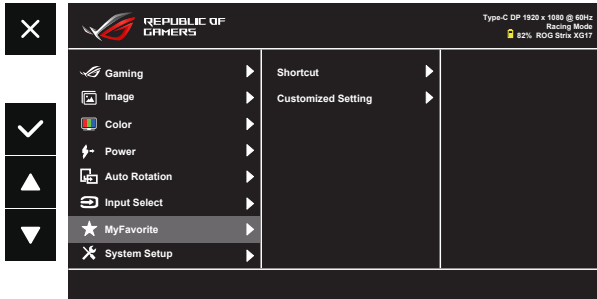 REPUBLIC OF
GAMERS
Type-C DP 1920 x 1080 @ 60Hz
Racing Mode
82% ROG Strix XG17
Gaming
Image
Color
Power
Auto Rotation
Input Select
MyFavorite
System Setup
Shortcut
Customized Setting